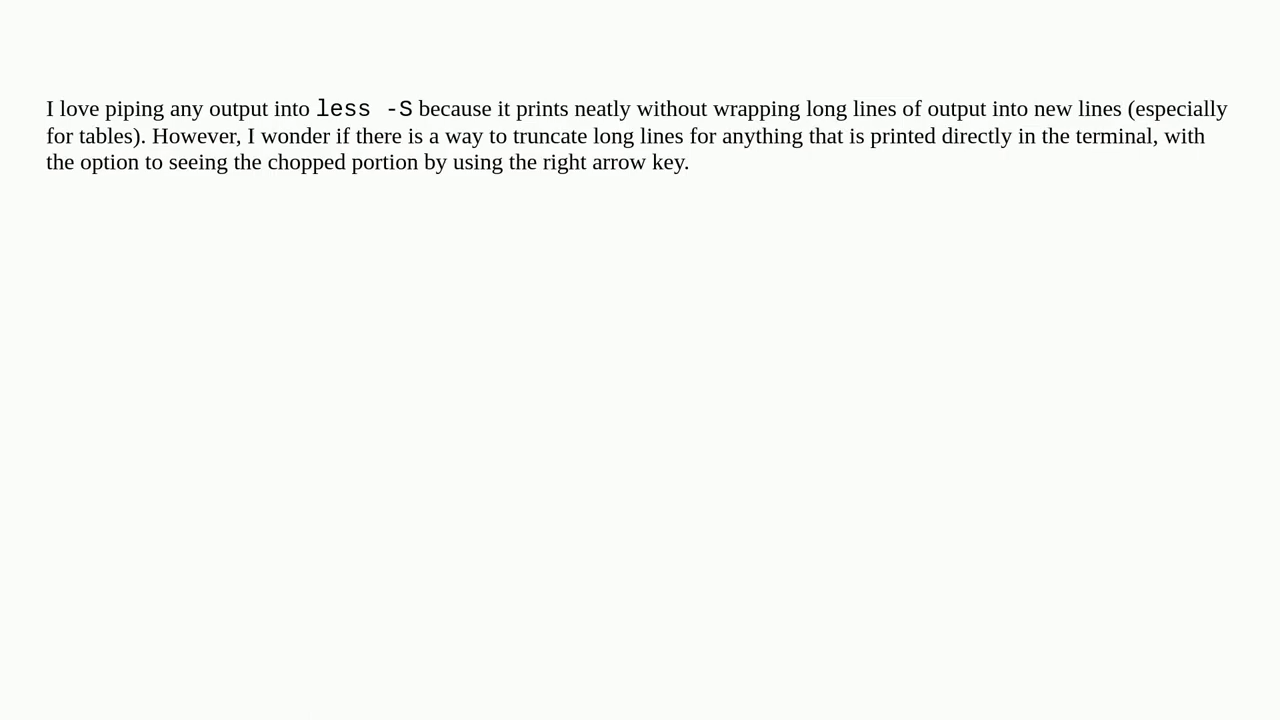 I love piping any output into less -S because it prints neatly without wrapping long lines of output into new lines (especially
for tables). However, I wonder if there is a way to truncate long lines for anything that is printed directly in the terminal, with
the option to seeing the chopped portion by using the right arrow key.